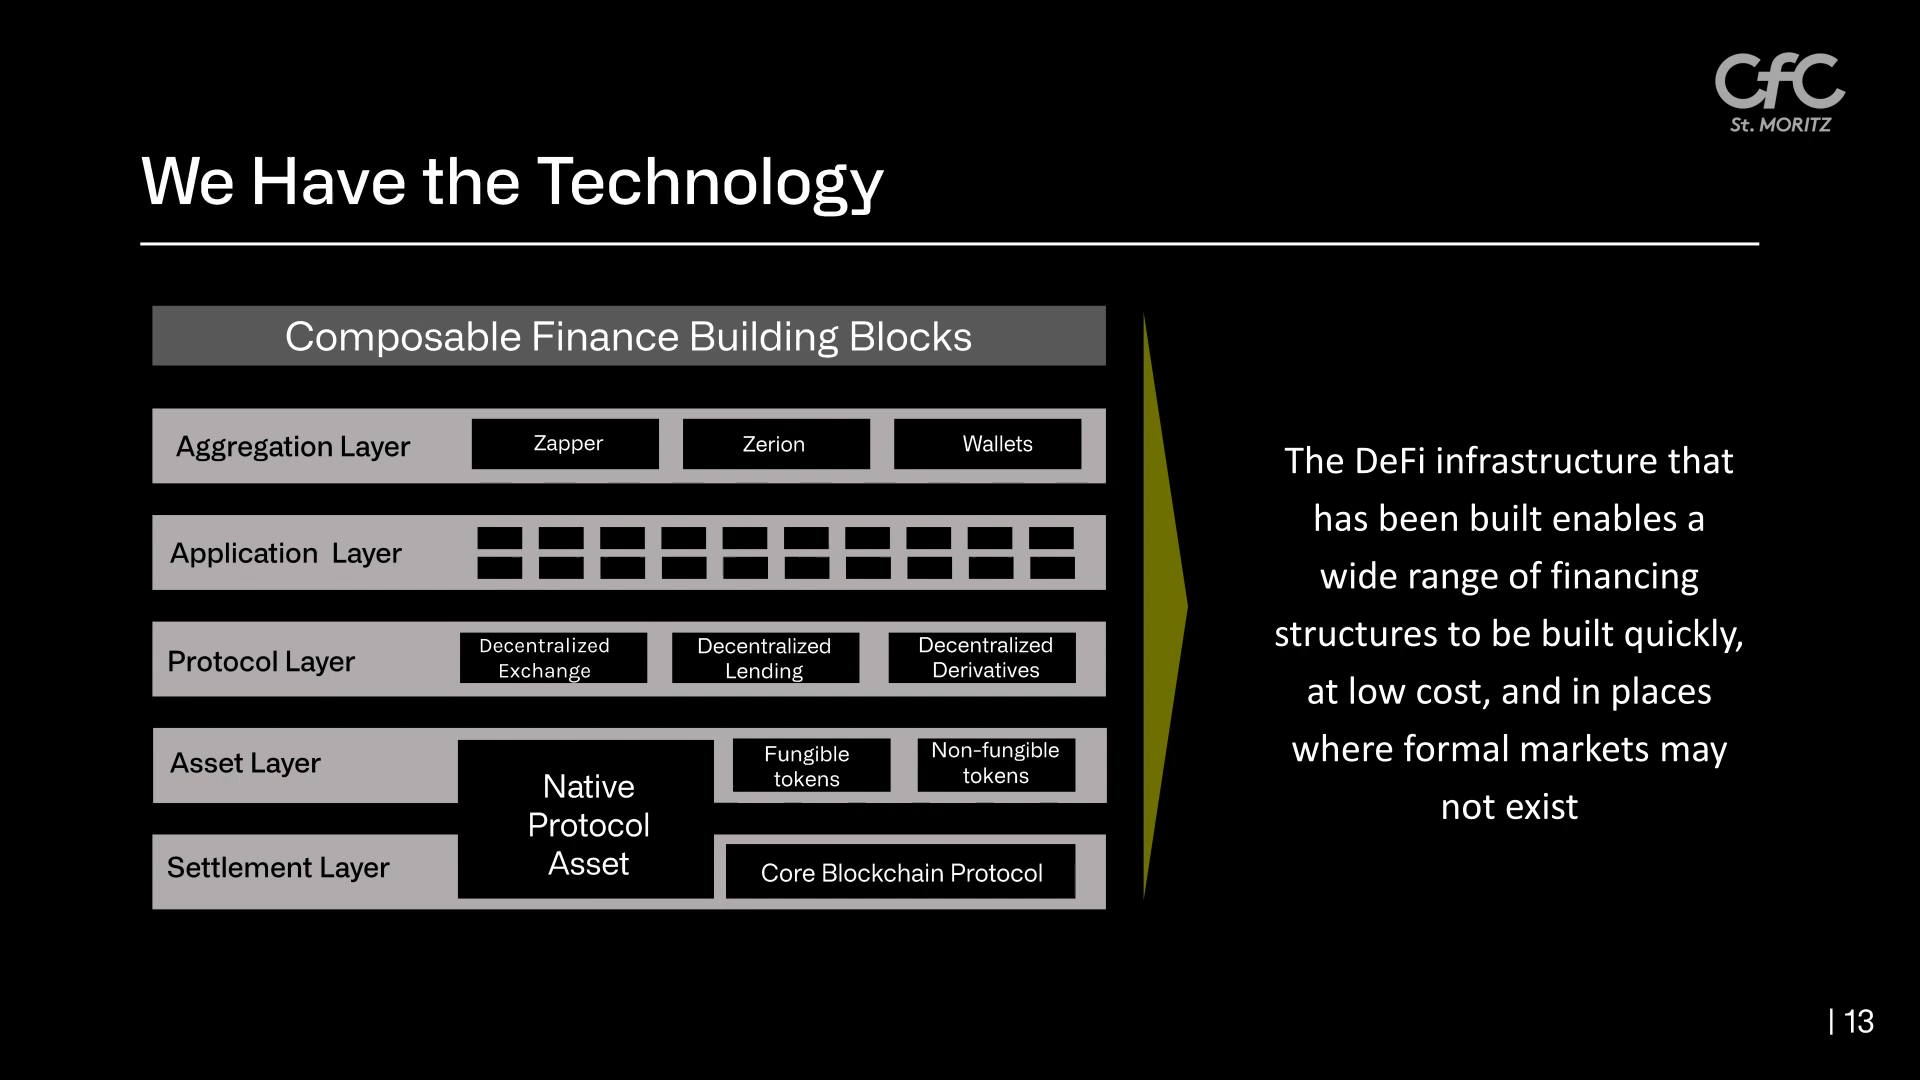 CfC
St. MORITZ
We Have the Technology
Composable Finance Building Blocks
Aggregation Layer
Zapper
Zerion
Wallets
Application Layer
Protocol Layer
Decentralized
Exchange
Decentralized
Lending
Decentralized
Derivatives
Asset Layer
Native
Protocol
Asset
Fungible
tokens
Non-fungible
tokens
Settlement Layer
Core Blockchain Protocol
The DeFi infrastructure that
has been built enables a
wide range of financing
structures to be built quickly,
at low cost, and in places
where formal markets may
not exist
| 13